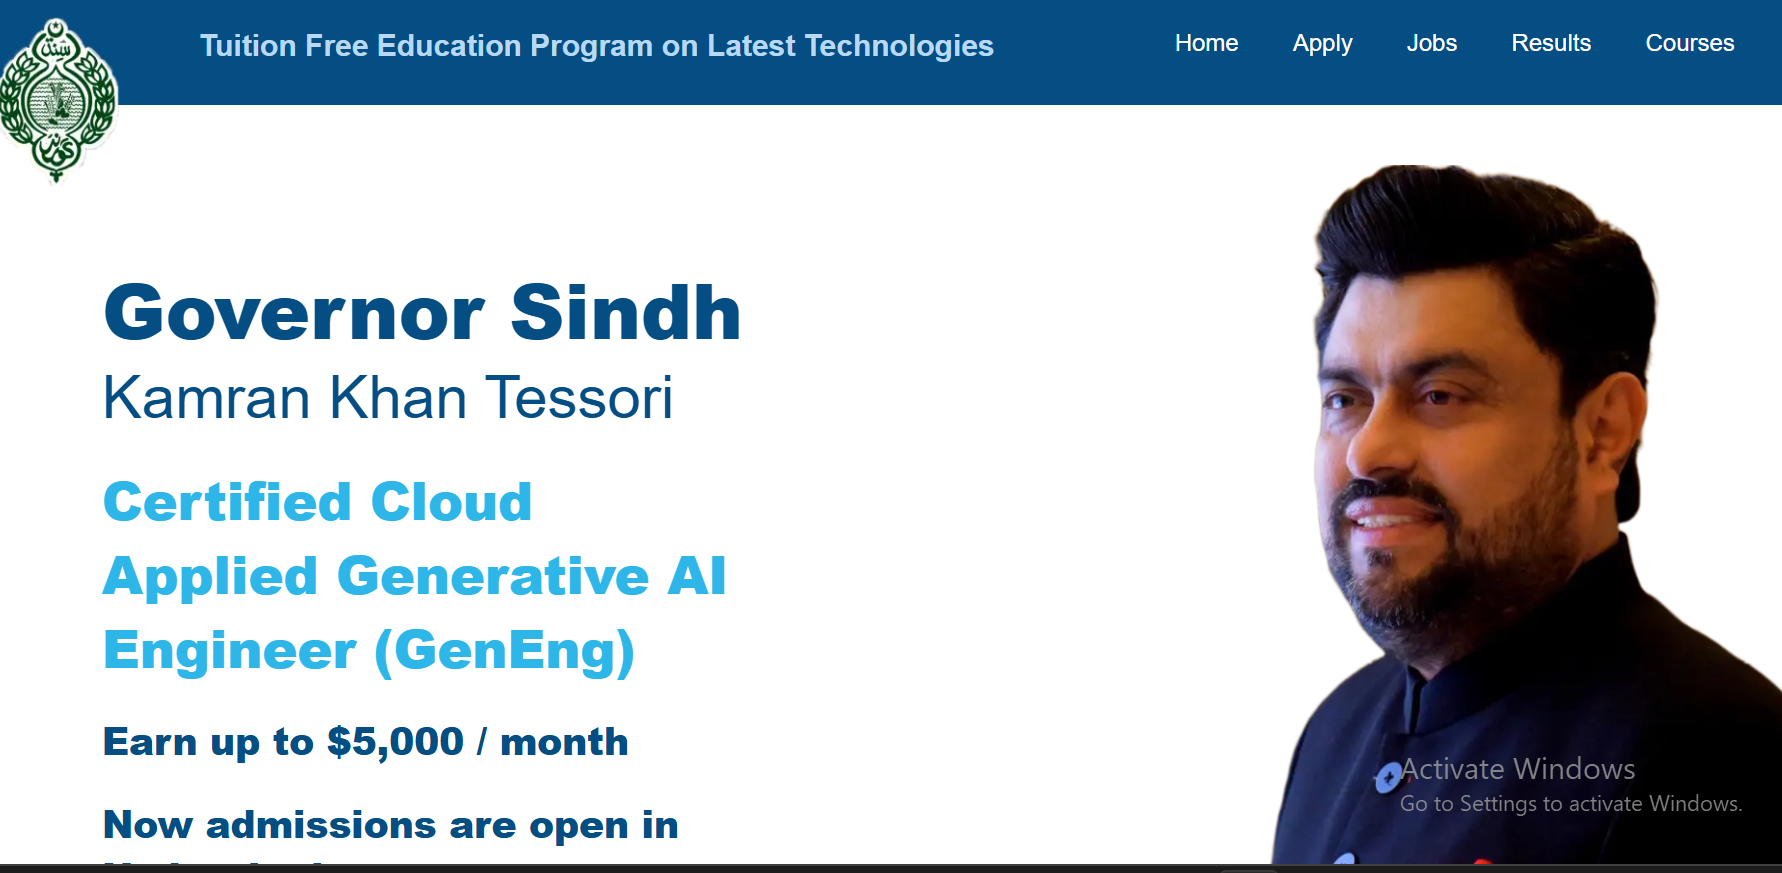 Tuition Free Education Program on Latest Technologies
Home
Apply
Jobs
Results
Courses
Governor Sindh
Kamran Khan Tessori
Certified Cloud
Applied Generative AI
Engineer (GenEng)
Earn up to $5,000 / month
Now admissions are open in
Activate Windows
Go to Settings to activate Windows.